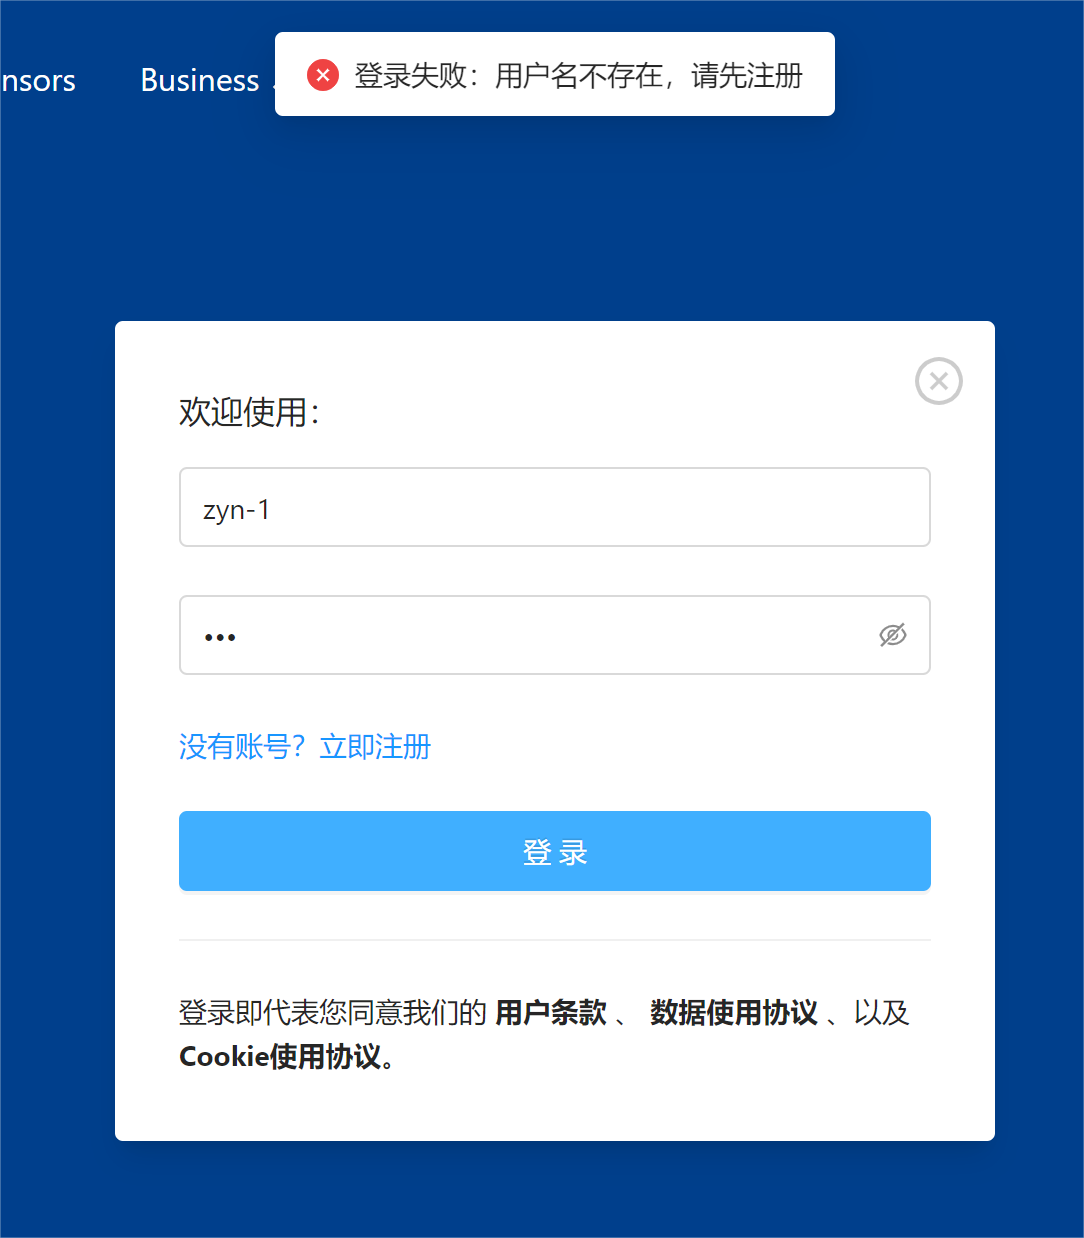 nsors Business
登录失败：用户名不存在，请先注册
欢迎使用：
zyn-1
•••
没有账号？立即注册
登 录
登录即代表您同意我们的 用户条款 、 数据使用协议 、以及
Cookie使用协议。